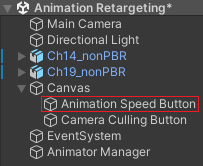 Animation Retargeting*
Main Camera
Directional Light
Ch14_nonPBR
Ch19_nonPBR
Canvas
Animation Speed Button
Camera Culling Button
EventSystem
Animator Manager